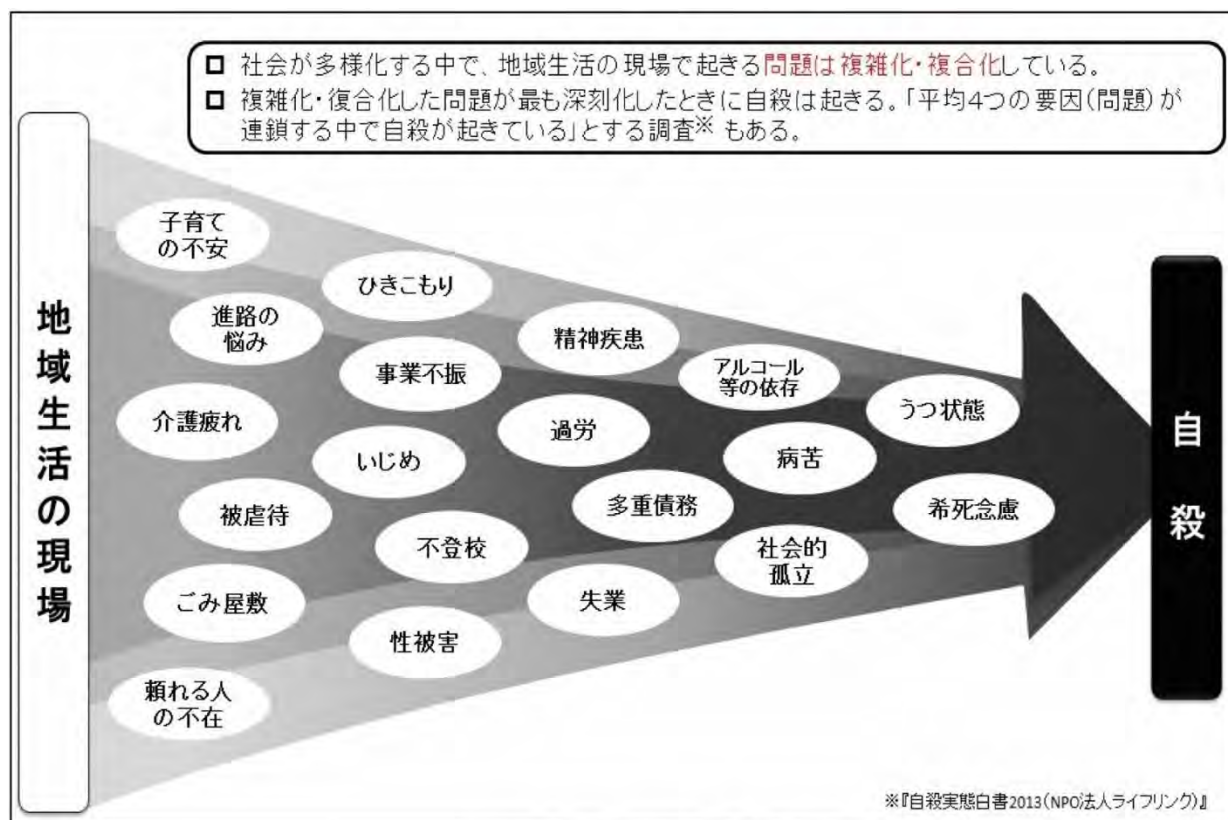 □ 社会が多様化する中で、地域生活の現場で起きる問題は複雑化・複合化している。
□ 複雑化・復合化した問題が最も深刻化したときに自殺は起きる。「平均4つの要因(問題)が
連鎖する中で自殺が起きている」とする調査※ もある。
地域生活の現場
子育て
の不安
ひきこもり
進路の
悩み
精神疾患
事業不振
アルコール
等の依存
うつ状態
介護疲れ
過労
いじめ
病苦
被虐待
多重債務
希死念慮
不登校
社会的
孤立
ごみ屋敷
失業
性被害
頼れる人
の不在
自殺
※『自殺実態白書2013(NPO法人ライフリンク)』